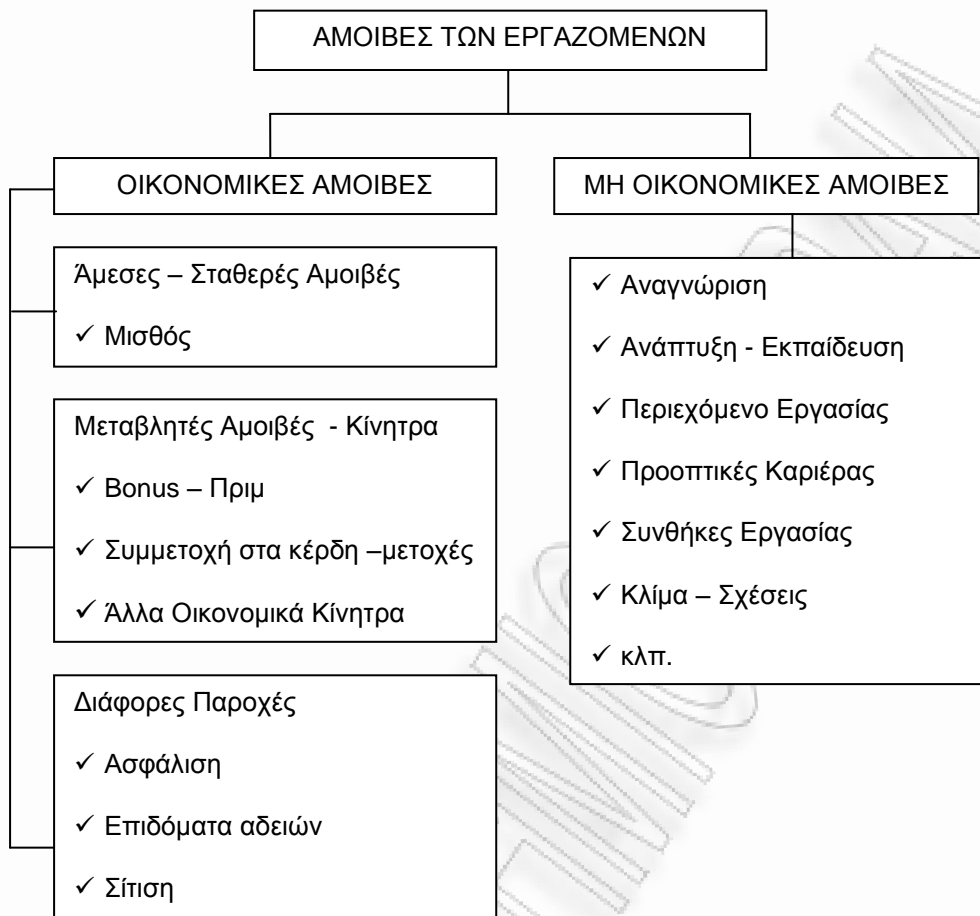 ΑΜΟΙΒΕΣ ΤΩΝ ΕΡΓΑΖΟΜΕΝΩΝ
ΟΙΚΟΝΟΜΙΚΕΣ ΑΜΟΙΒΕΣ
Άμεσες – Σταθερές Αμοιβές
✓ Μισθός
Μεταβλητές Αμοιβές - Κίνητρα
✓ Bonus – Πριμ
✓ Συμμετοχή στα κέρδη –μετοχές
✓ Άλλα Οικονομικά Κίνητρα
Διάφορες Παροχές
✓ Ασφάλιση
✓ Επιδόματα αδειών
✓ Σίτιση
ΜΗ ΟΙΚΟΝΟΜΙΚΕΣ ΑΜΟΙΒΕΣ
✓ Αναγνώριση
✓ Ανάπτυξη - Εκπαίδευση
✓ Περιεχόμενο Εργασίας
✓ Προοπτικές Καριέρας
✓ Συνθήκες Εργασίας
✓ Κλίμα – Σχέσεις
✓ κλπ.